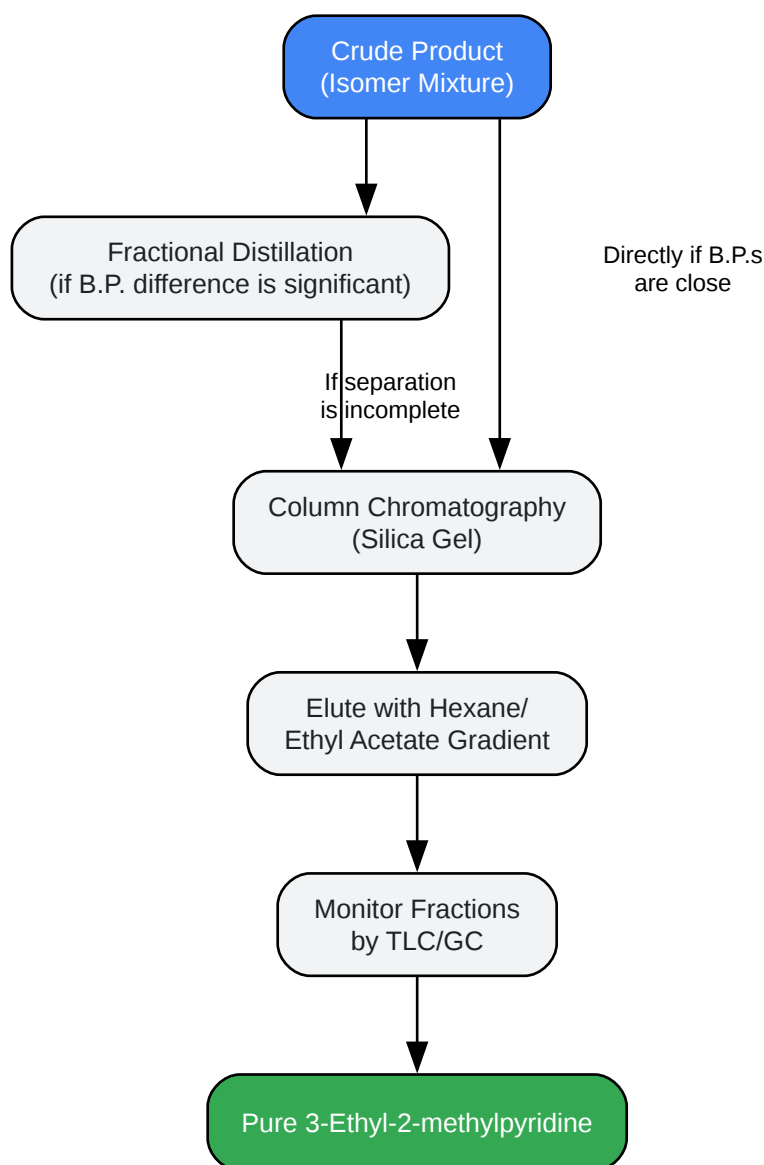 Crude Product
(Isomer Mixture)
Fractional Distillation
(if B.P. difference is significant)
Directly if B.P.s
are close
If separation
is incomplete
Column Chromatography
(Silica Gel)
Elute with Hexane/
Ethyl Acetate Gradient
Monitor Fractions
by TLC/GC
Pure 3-Ethyl-2-methylpyridine